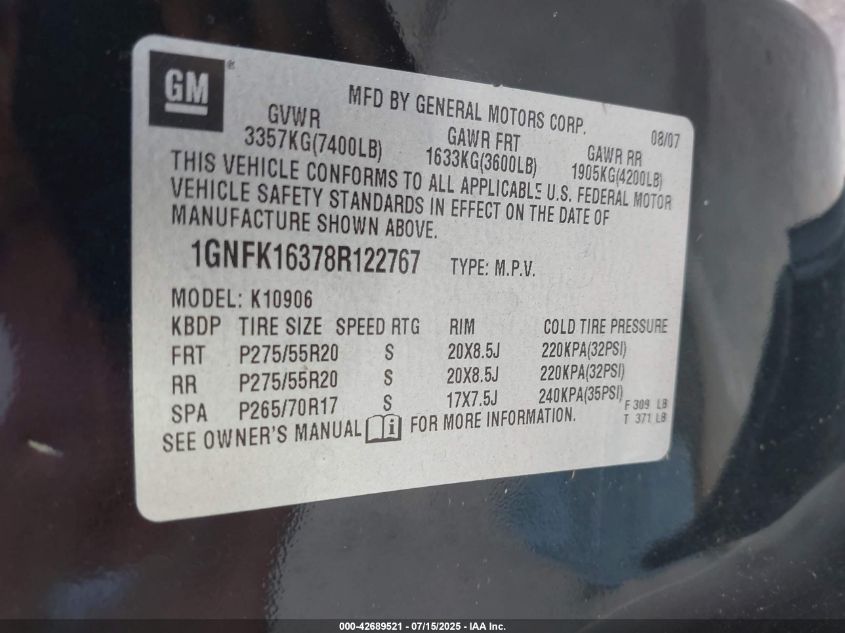 GM®
MFD BY GENERAL MOTORS CORP. 08/07
GVWR GAWR FRT GAWR RR
3357KG(7400LB) 1633KG(3600LB) 1905KG(4200LB)
THIS VEHICLE CONFORMS TO ALL APPLICABLE U.S. FEDERAL MOTOR
VEHICLE SAFETY STANDARDS IN EFFECT ON THE DATE OF
MANUFACTURE SHOWN ABOVE.
1GNFK16378R122767 TYPE: M.P.V.
MODEL: K10906
KBDP TIRE SIZE SPEED RTG RIM COLD TIRE PRESSURE
FRT P275/55R20 S 20X8.5J 220KPA(32PSI)
RR P275/55R20 S 20X8.5J 220KPA(32PSI)
SPA P265/70R17 S 17X7.5J 240KPA(35PSI)
F 309 LB
T 371 LB
SEE OWNER'S MANUAL i FOR MORE INFORMATION.
000-42689521 | 07/15/2025 - IAA Inc.